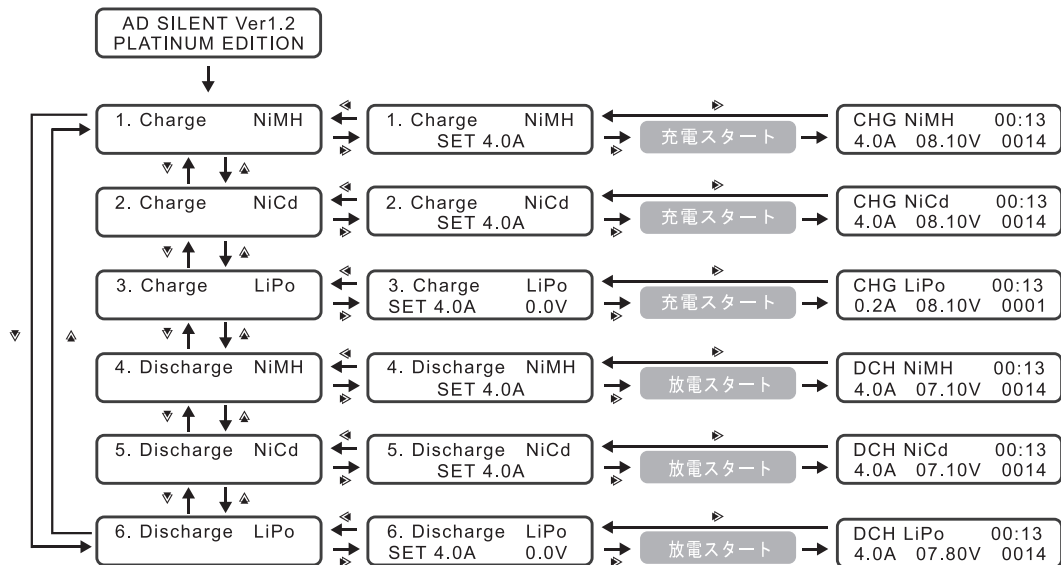 AD SILENT Ver1.2
PLATINUM EDITION
1. Charge NiMH
1. Charge NiMH
SET 4.0A
充電スタート
CHG NiMH 00:13
4.0A 08.10V 0014
2. Charge NiCd
2. Charge NiCd
SET 4.0A
充電スタート
CHG NiCd 00:13
4.0A 08.10V 0014
3. Charge LiPo
3. Charge LiPo
SET 4.0A 0.0V
充電スタート
CHG LiPo 00:13
0.2A 08.10V 0001
4. Discharge NiMH
4. Discharge NiMH
SET 4.0A
放電スタート
DCH NiMH 00:13
4.0A 07.10V 0014
5. Discharge NiCd
5. Discharge NiCd
SET 4.0A
放電スタート
DCH NiCd 00:13
4.0A 07.10V 0014
6. Discharge LiPo
6. Discharge LiPo
SET 4.0A 0.0V
放電スタート
DCH LiPo 00:13
4.0A 07.80V 0014